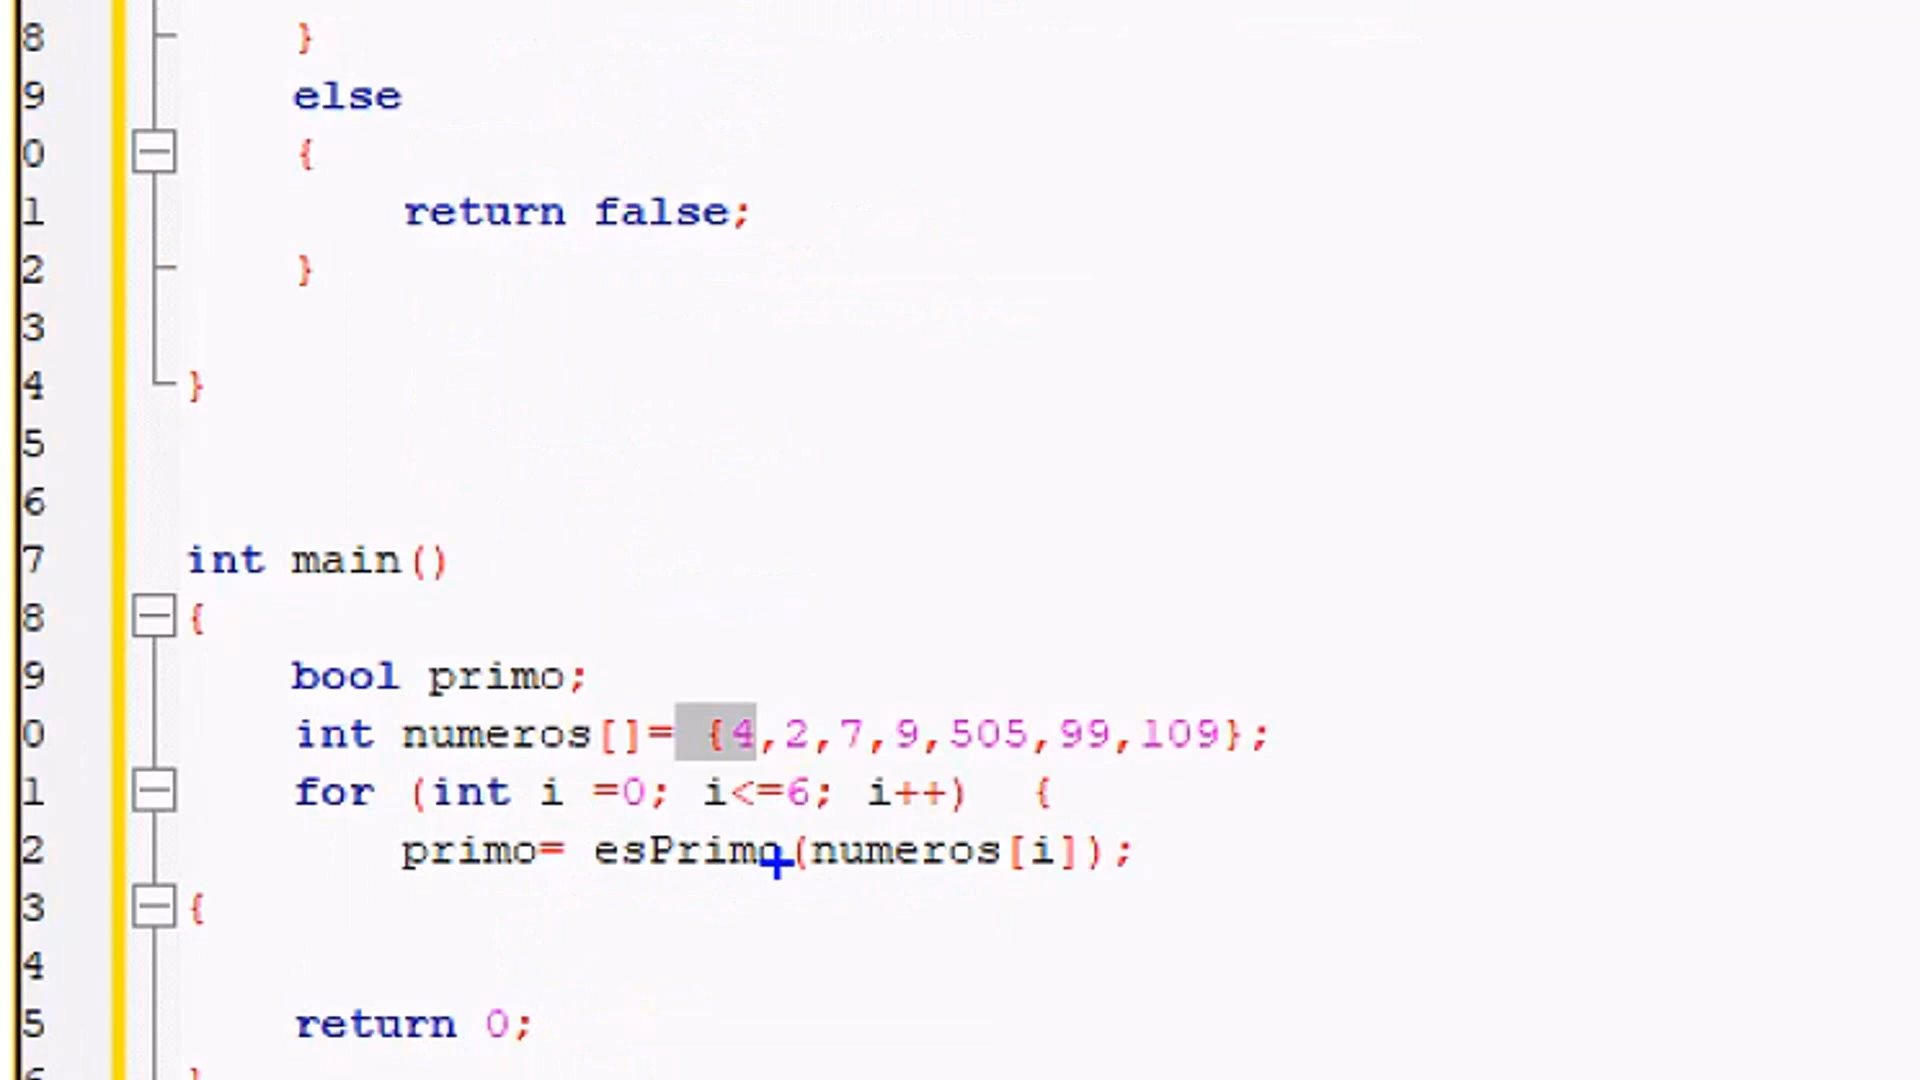 8 }
9 else
0 {
1 return false;
2 }
3
4 }
5
6
7 int main()
8 {
9 bool primo;
0 int numeros[]= {4,2,7,9,505,99,109};
1 for (int i =0; i<=6; i++) {
2 primo= esPrimo(numeros[i]);
3 {
4
5 return 0;
6 }